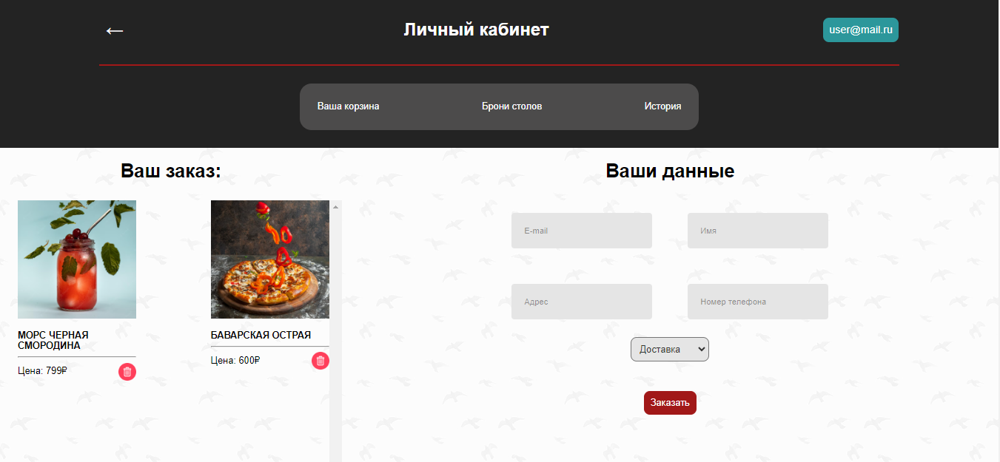 ←
Личный кабинет
user@mail.ru
Ваша корзина
Брони столов
История
Ваш заказ:
МОРС ЧЕРНАЯ
СМОРОДИНА
Цена: 799₽
БАВАРСКАЯ ОСТРАЯ
Цена: 600₽
Ваши данные
E-mail
Имя
Адрес
Номер телефона
Доставка
Заказать